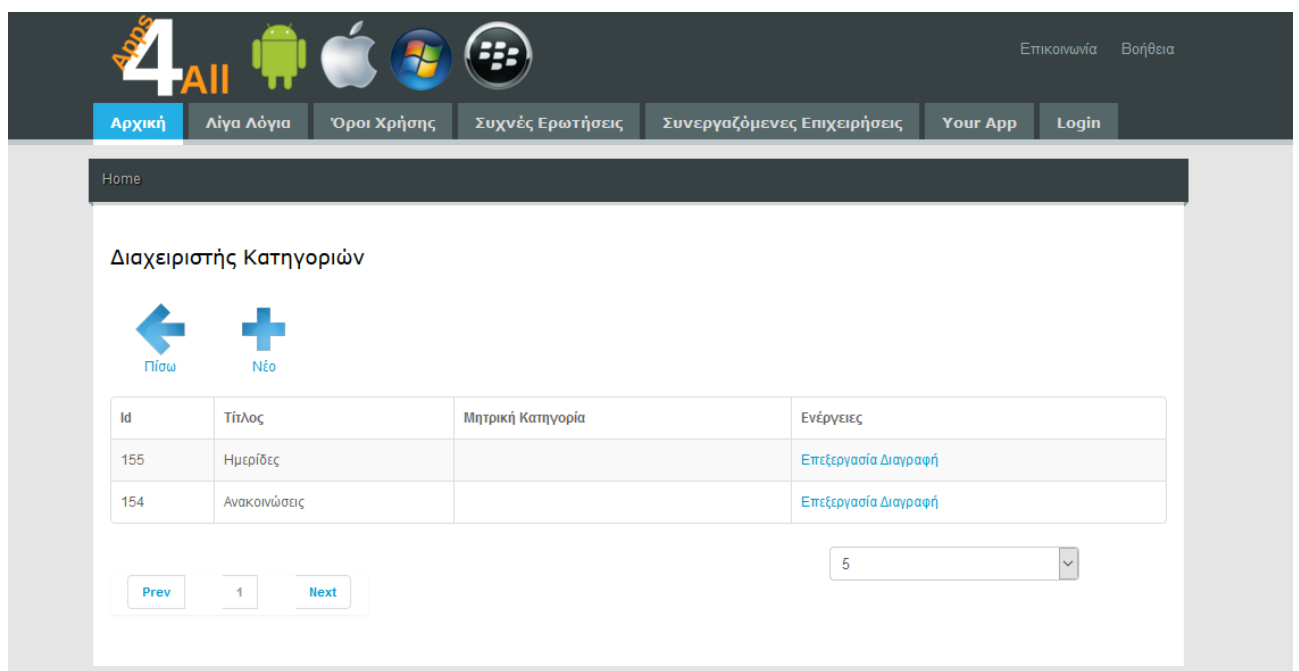 Apps
4
All
Επικοινωνία Βοήθεια
Αρχική Λίγα Λόγια Όροι Χρήσης Συχνές Ερωτήσεις Συνεργαζόμενες Επιχειρήσεις Your App Login
Home
Διαχειριστής Κατηγοριών
Πίσω Νέο
Id Τίτλος Μητρική Κατηγορία Ενέργειες
155 Ημερίδες Επεξεργασία Διαγραφή
154 Ανακοινώσεις Επεξεργασία Διαγραφή
5
Prev 1 Next